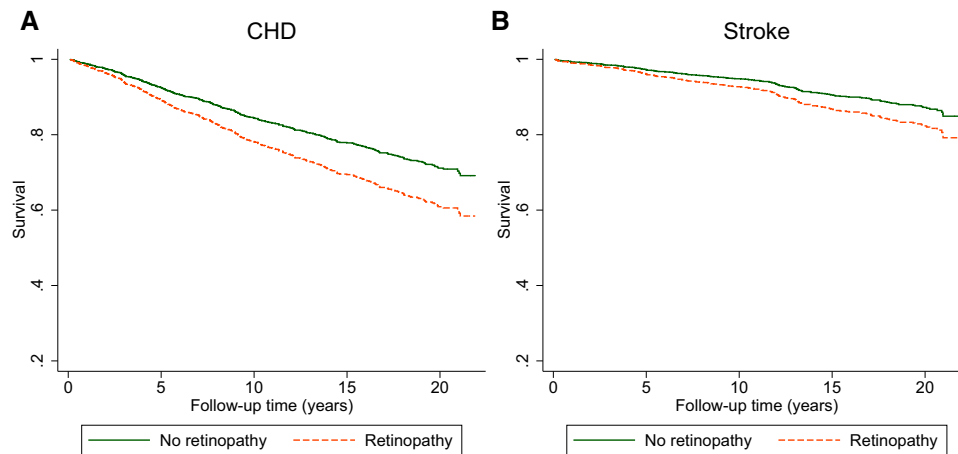 A
CHD
1
.8
.6
.4
.2
Survival
0 5 10 15 20
Follow-up time (years)
No retinopathy Retinopathy
B
Stroke
1
.8
.6
.4
.2
Survival
0 5 10 15 20
Follow-up time (years)
No retinopathy Retinopathy